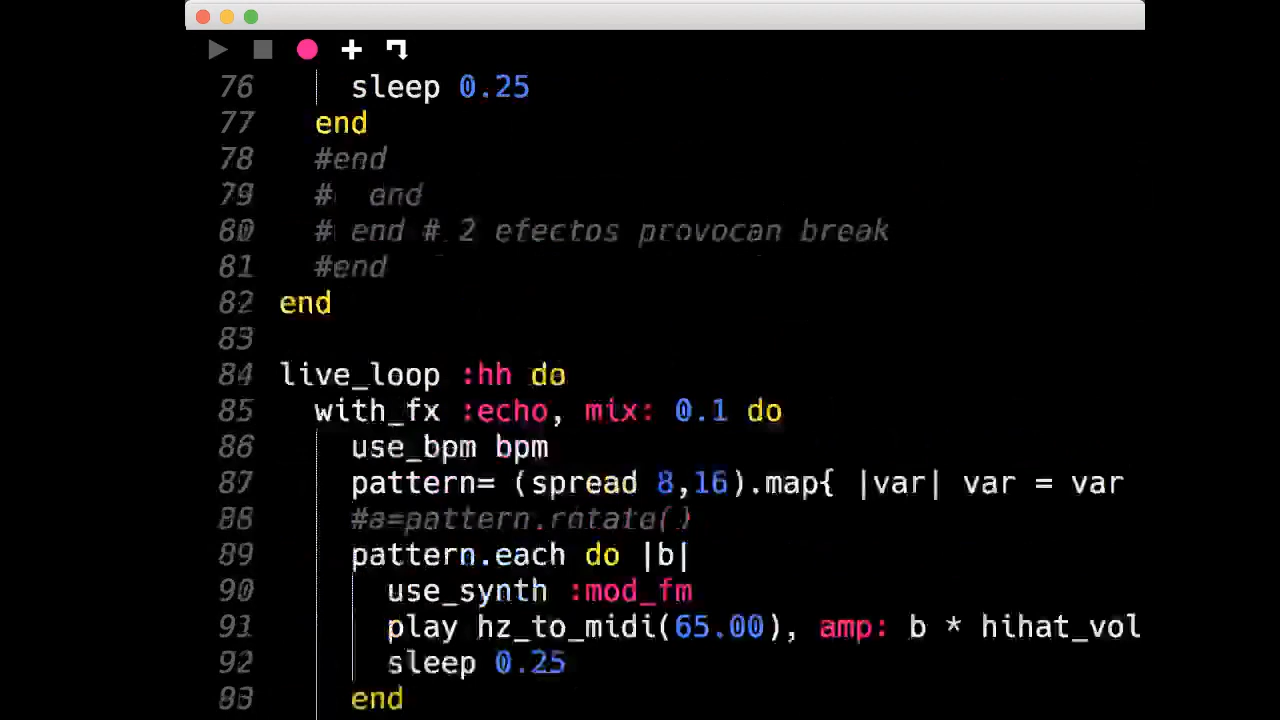 76 sleep 0.25
77 end
78 #end
79 #  end
80 # end # 2 efectos provocan break
81 #end
82 end
83
84 live_loop :hh do
85 with_fx :echo, mix: 0.1 do
86 use_bpm bpm
87 pattern= (spread 8,16).map{ |var| var = var
88 #a=pattern.rotate()
89 pattern.each do |b|
90 use_synth :mod_fm
91 play hz_to_midi(65.00), amp: b * hihat_vol
92 sleep 0.25
93 end